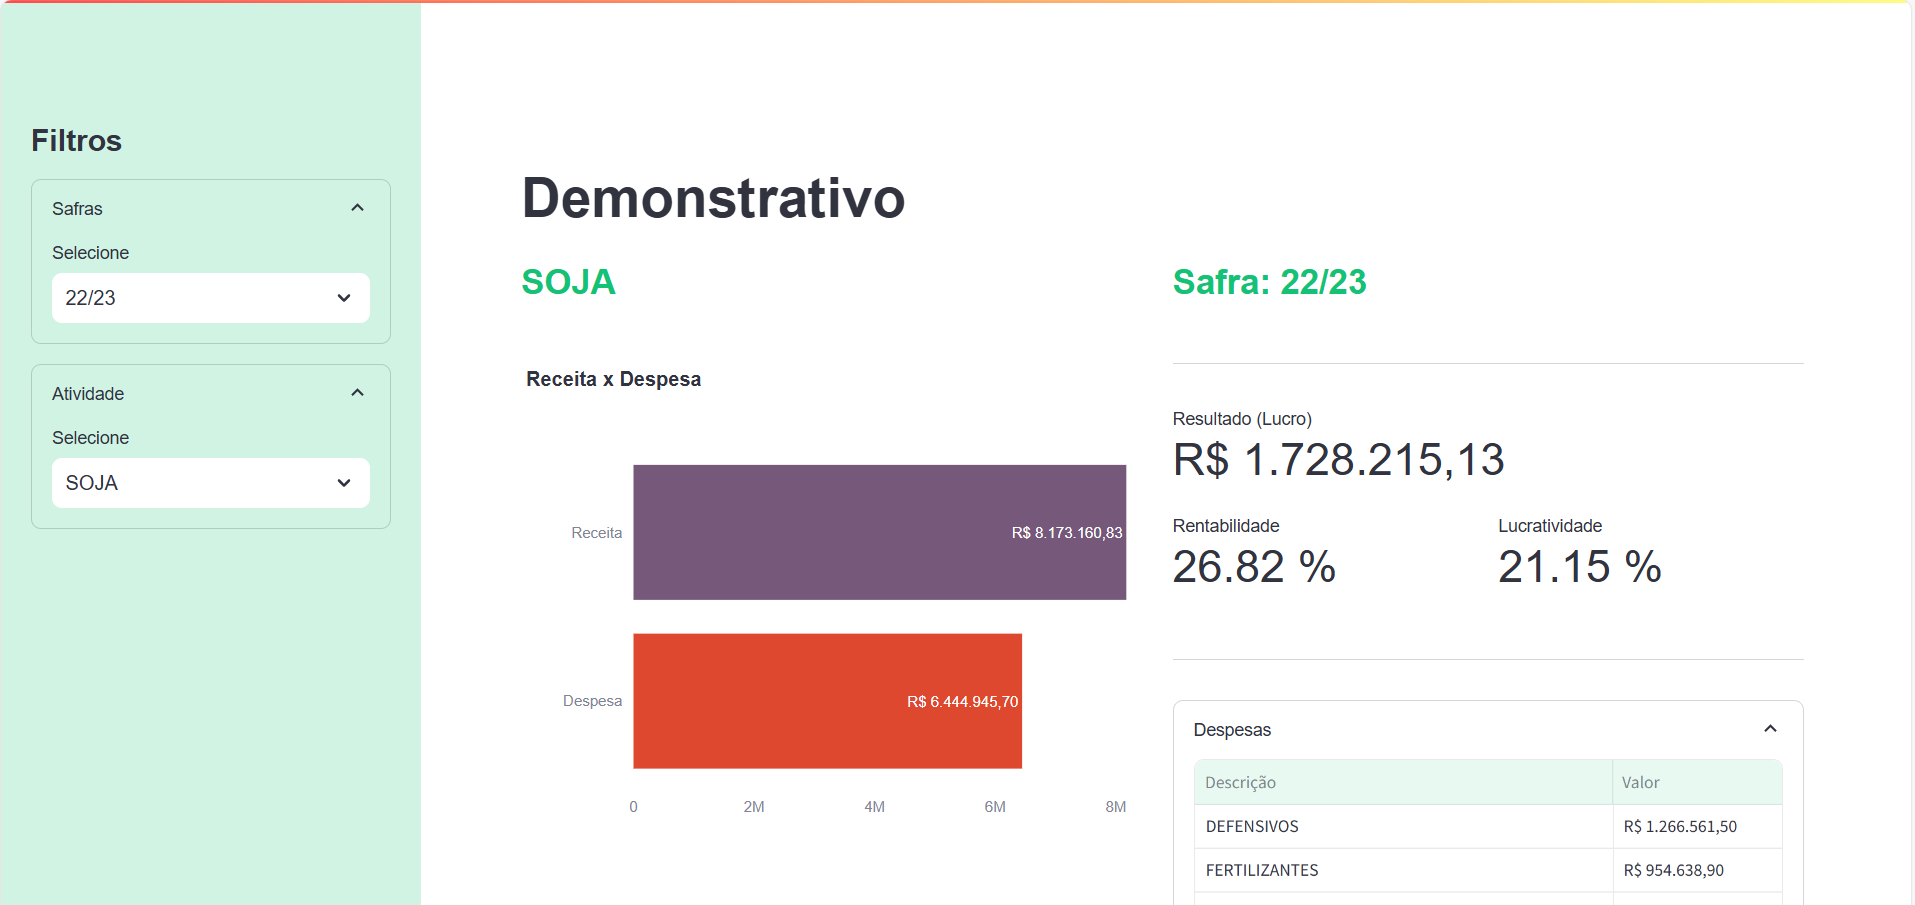 Filtros
Safras
Selecione
22/23
Atividade
Selecione
SOJA
Demonstrativo
SOJA
Safra: 22/23
Receita x Despesa
Receita
R$ 8.173.160,83
Despesa
R$ 6.444.945,70
0 2M 4M 6M 8M
Resultado (Lucro)
R$ 1.728.215,13
Rentabilidade
26.82 %
Lucratividade
21.15 %
Despesas
Descrição Valor
DEFENSIVOS R$ 1.266.561,50
FERTILIZANTES R$ 954.638,90